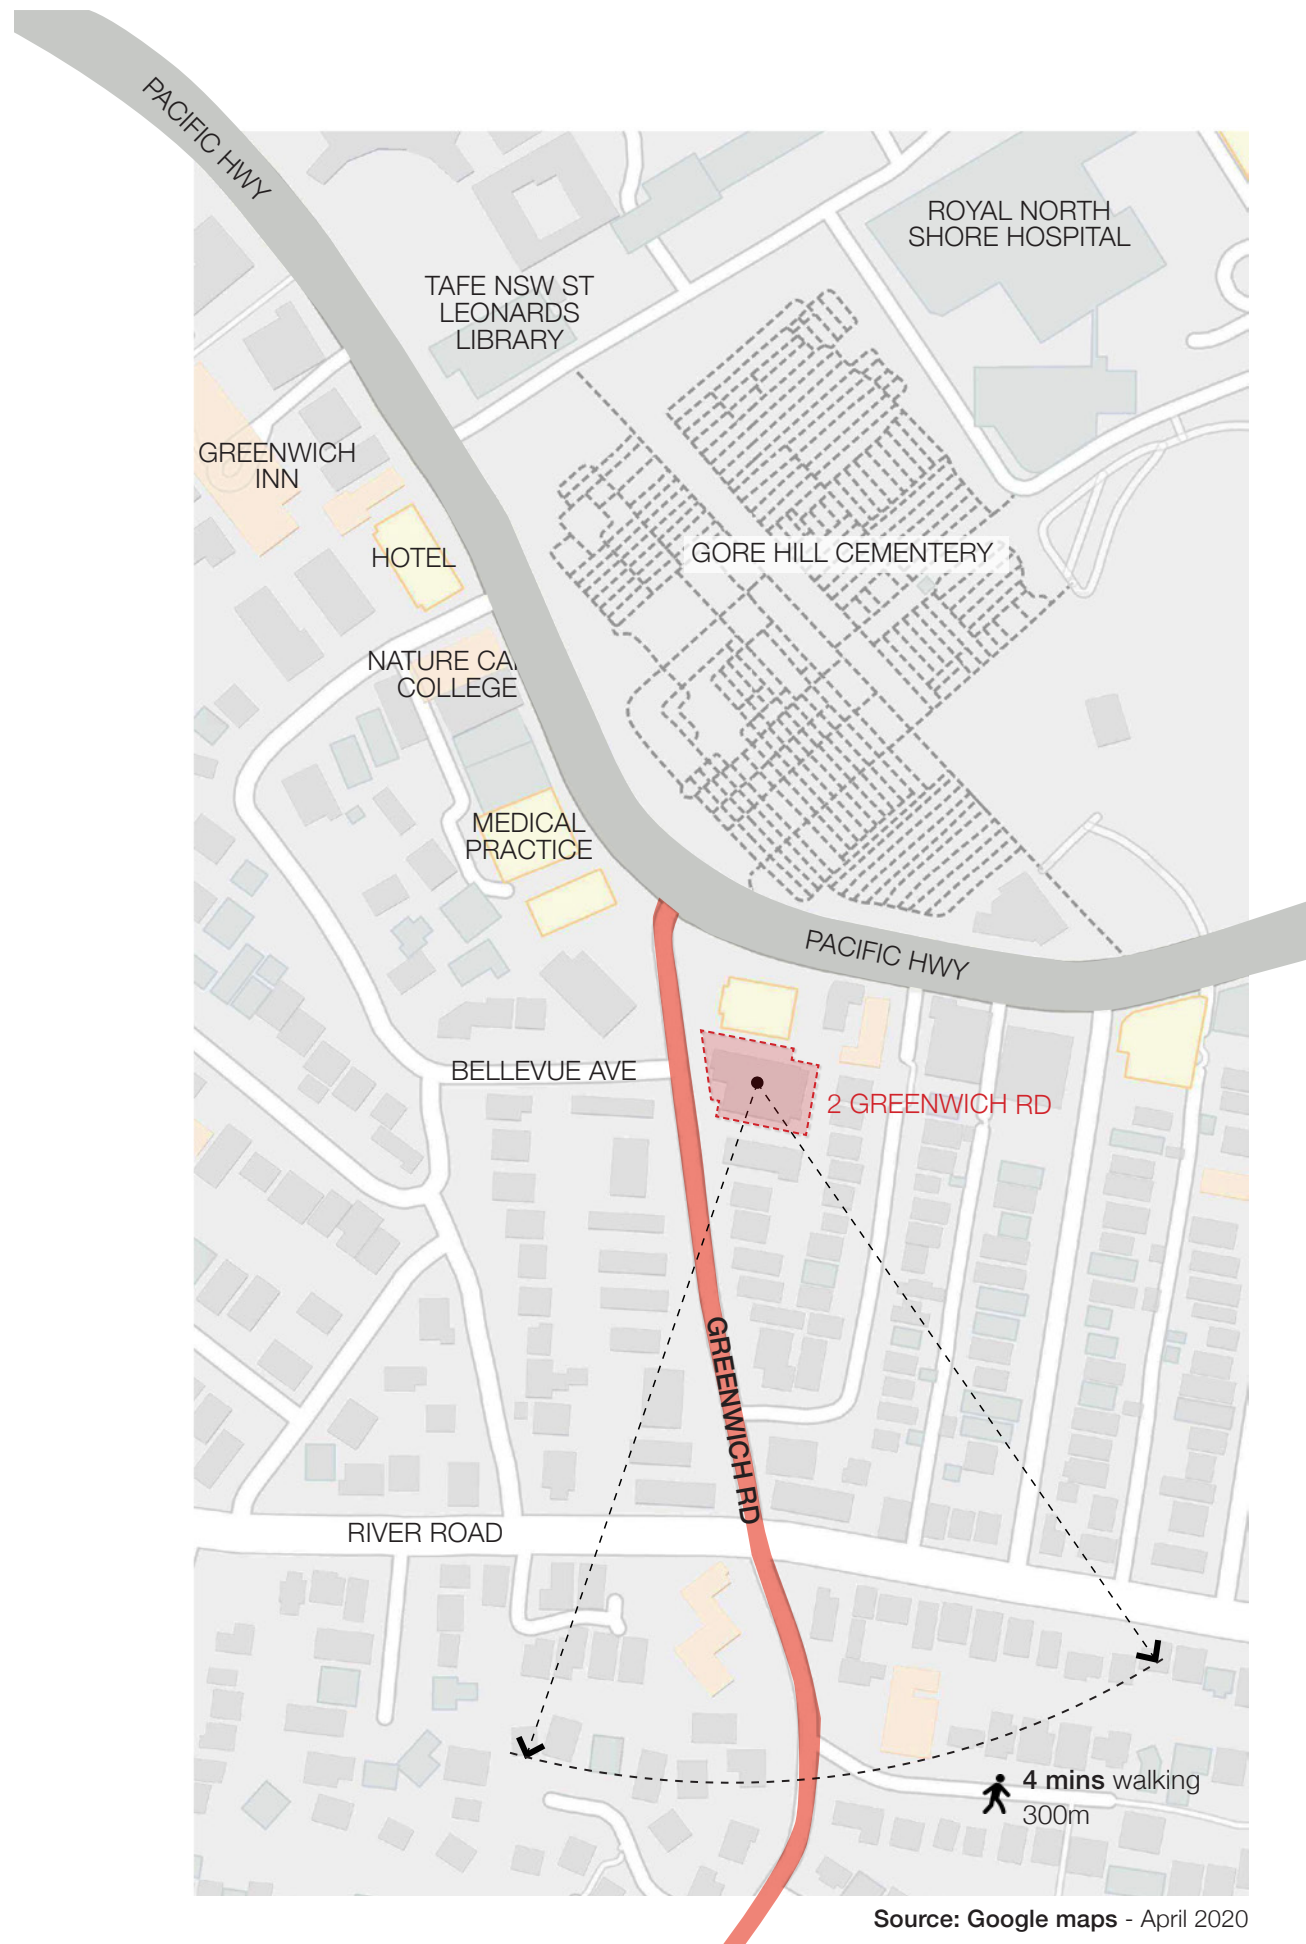 PACIFIC HWY
ROYAL NORTH
SHORE HOSPITAL
TAFE NSW ST
LEONARDS
LIBRARY
GREENWICH
INN
HOTEL
GORE HILL CEMENTERY
NATURE CA
COLLEGE
MEDICAL
PRACTICE
PACIFIC HWY
BELLEVUE AVE
2 GREENWICH RD
GREENWICH RD
RIVER ROAD
4 mins walking
300m
Source: Google maps - April 2020